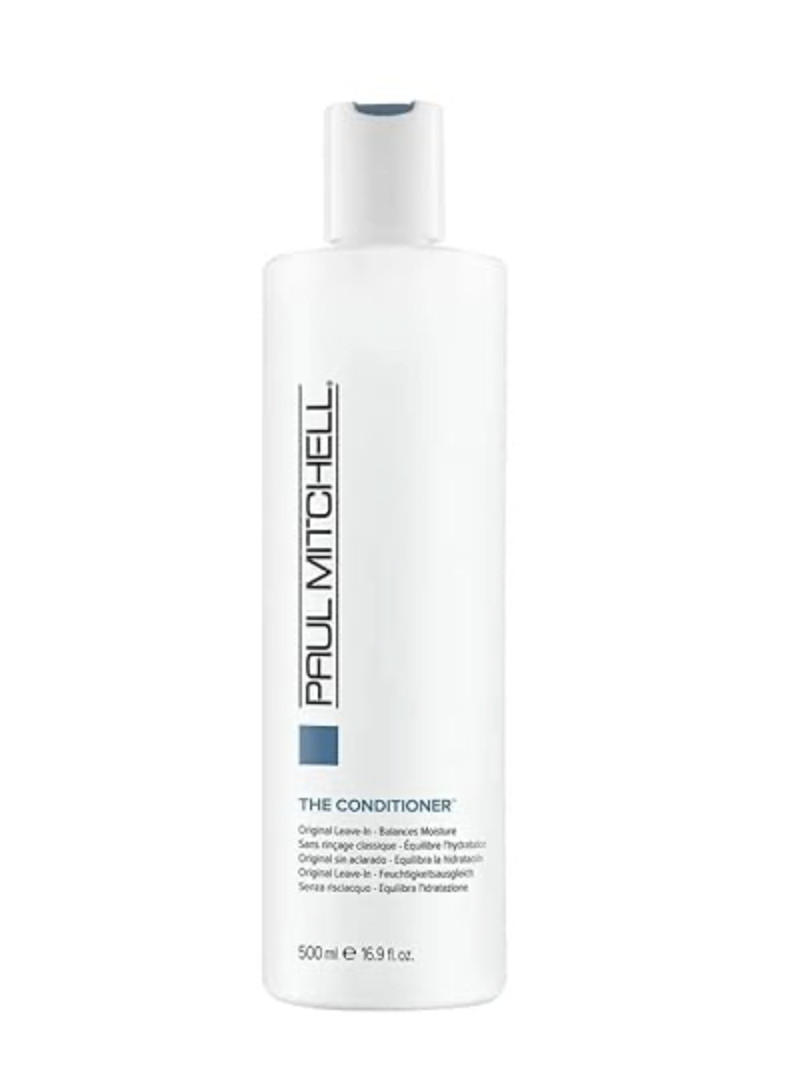 PAUL MITCHELL®
THE CONDITIONER™
Original Leave-In - Balances Moisture
Sans rinçage classique - Équilibre l'hydratation
Original sin aclarado - Equilibra la hidratación
Original Leave-In - Feuchtigkeitsausgleich
Senza risciacquo - Equilibra l'idratazione
500 ml ℮ 16.9 fl. oz.